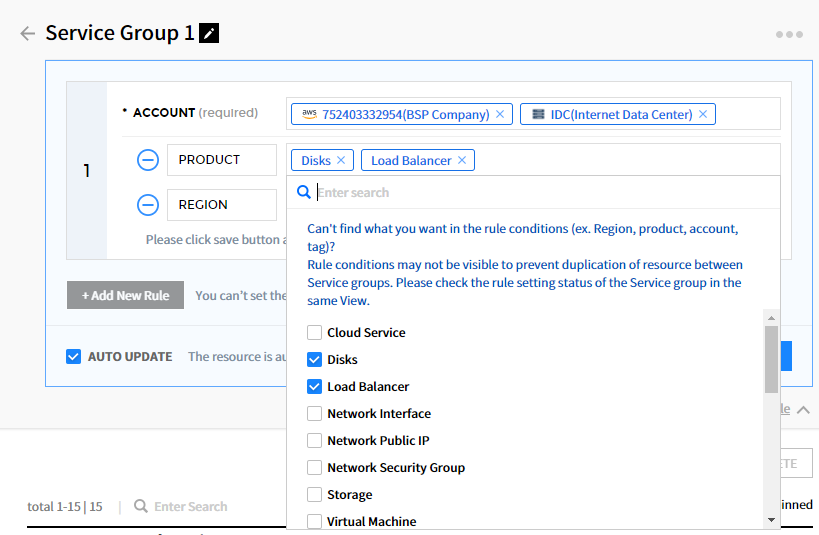 Service Group 1
* ACCOUNT (required)
aws 752403332954(BSP Company) ×
IDC(Internet Data Center) ×
1
PRODUCT
Disks ×
Load Balancer ×
REGION
Enter search
Can't find what you want in the rule conditions (ex. Region, product, account,
tag)?
Rule conditions may not be visible to prevent duplication of resource between
Service groups. Please check the rule setting status of the Service group in the
same View.
Please click save button a
+ Add New Rule
You can't set the
AUTO UPDATE
The resource is au
Cloud Service
Disks
Load Balancer
Network Interface
Network Public IP
Network Security Group
Storage
Virtual Machine
le
ETE
total 1-15 | 15
Enter Search
inned